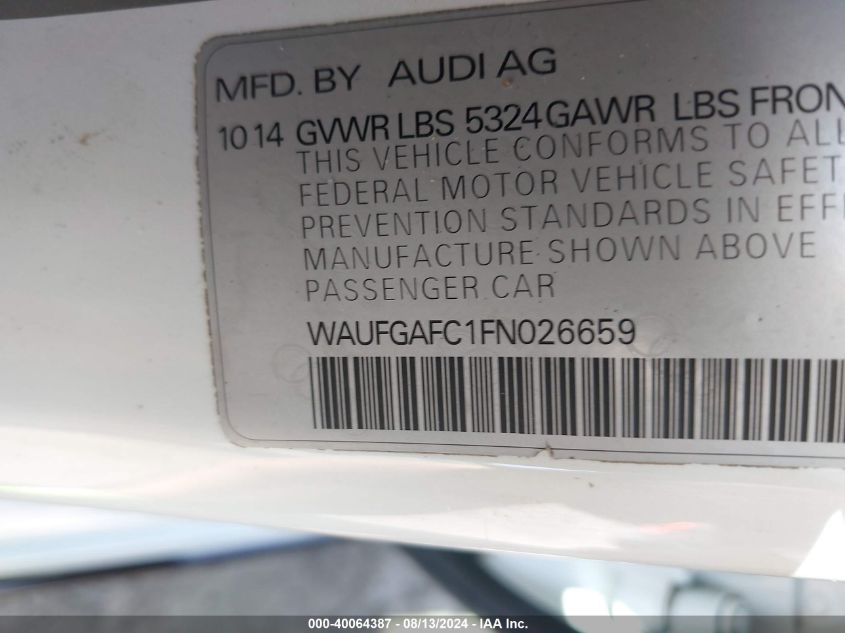 MFD. BY AUDI AG
10 14 GVWR LBS 5324 GAWR LBS FRON
THIS VEHICLE CONFORMS TO ALL
FEDERAL MOTOR VEHICLE SAFET
PREVENTION STANDARDS IN EFF
MANUFACTURE SHOWN ABOVE
PASSENGER CAR
WAUFGAFC1FN026659
000-40064387 - 08/13/2024 - IAA Inc.